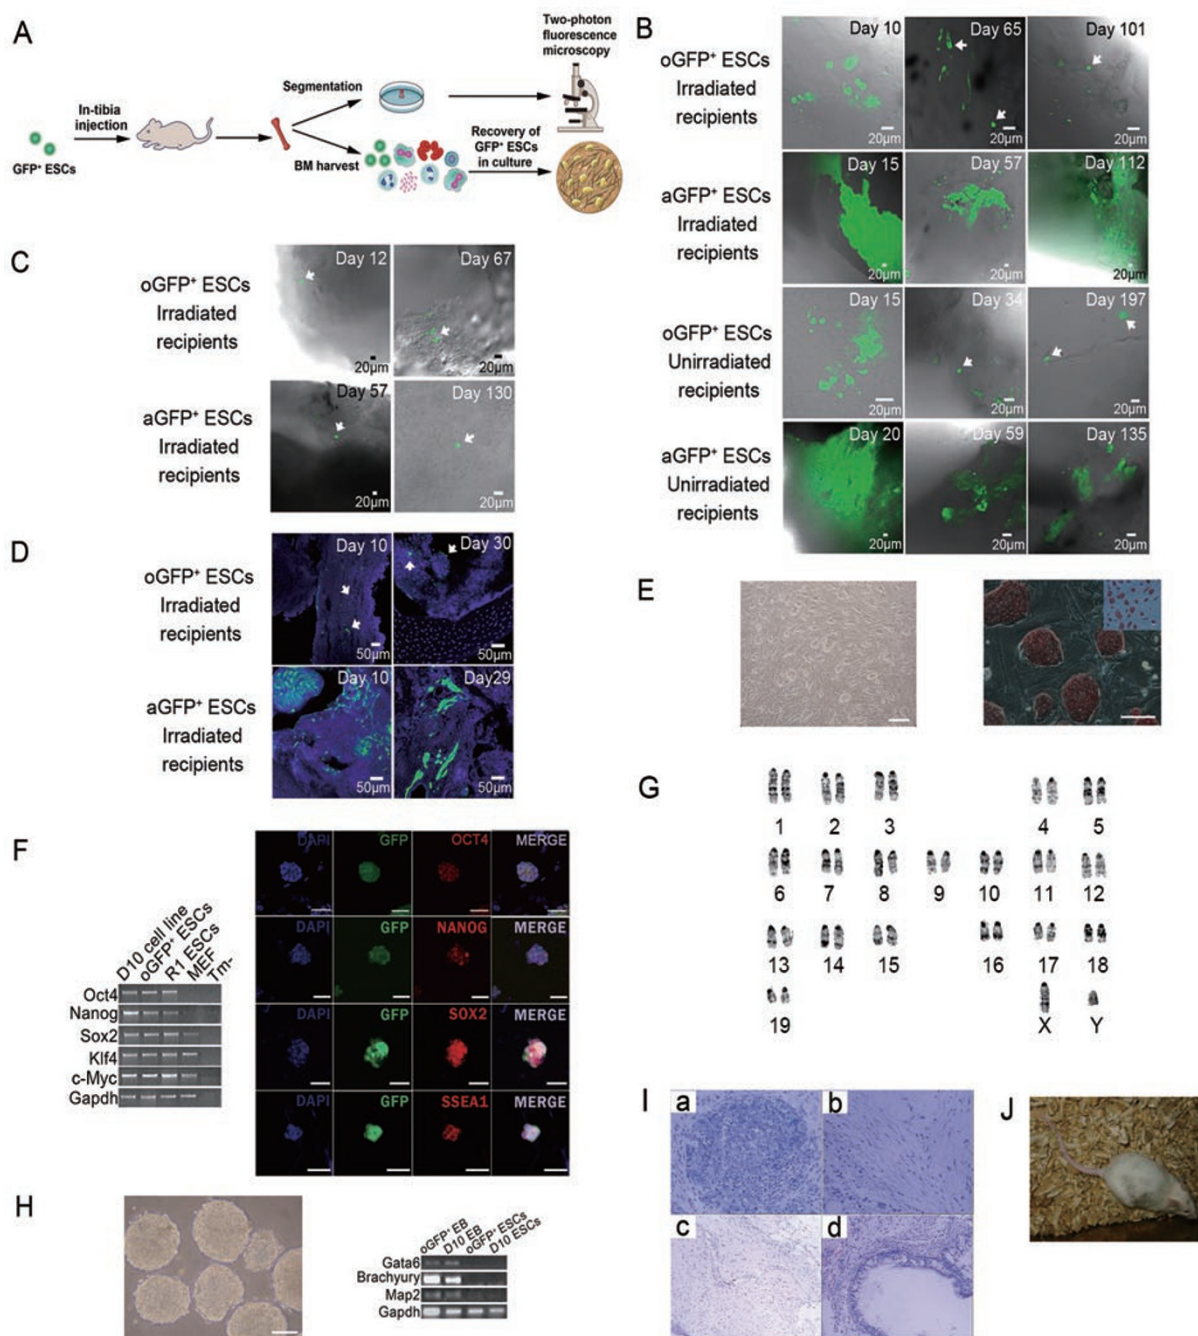 A
In-tibia
injection
GFP⁺ ESCs
Segmentation
BM harvest
Recovery of
GFP⁺ ESCs
in culture
Two-photon
fluorescence
microscopy
B
oGFP⁺ ESCs
Irradiated
recipients
Day 10
20μm
Day 65
20μm
Day 101
20μm
aGFP⁺ ESCs
Irradiated
recipients
Day 15
20μm
Day 57
20μm
Day 112
20μm
oGFP⁺ ESCs
Unirradiated
recipients
Day 15
20μm
Day 34
20μm
Day 197
20μm
aGFP⁺ ESCs
Unirradiated
recipients
Day 20
20μm
Day 59
20μm
Day 135
20μm
C
oGFP⁺ ESCs
Irradiated
recipients
Day 12
20μm
Day 67
20μm
aGFP⁺ ESCs
Irradiated
recipients
Day 57
20μm
Day 130
20μm
D
oGFP⁺ ESCs
Irradiated
recipients
Day 10
50μm
Day 30
50μm
aGFP⁺ ESCs
Irradiated
recipients
Day 10
50μm
Day29
50μm
E
F
D10 cell line
oGFP⁺ ESCs
R1 ESCs
MEF
Tm-
Oct4
Nanog
Sox2
Klf4
c-Myc
Gapdh
DAPI GFP OCT4 MERGE
DAPI GFP NANOG MERGE
DAPI GFP SOX2 MERGE
DAPI GFP SSEA1 MERGE
G
1 2 3 4 5
6 7 8 9 10 11 12
13 14 15 16 17 18
19 X Y
H
oGFP⁺ EB
D10 EB
oGFP⁺ ESCs
D10 ESCs
Gata6
Brachyury
Map2
Gapdh
I
a
b
c
d
J